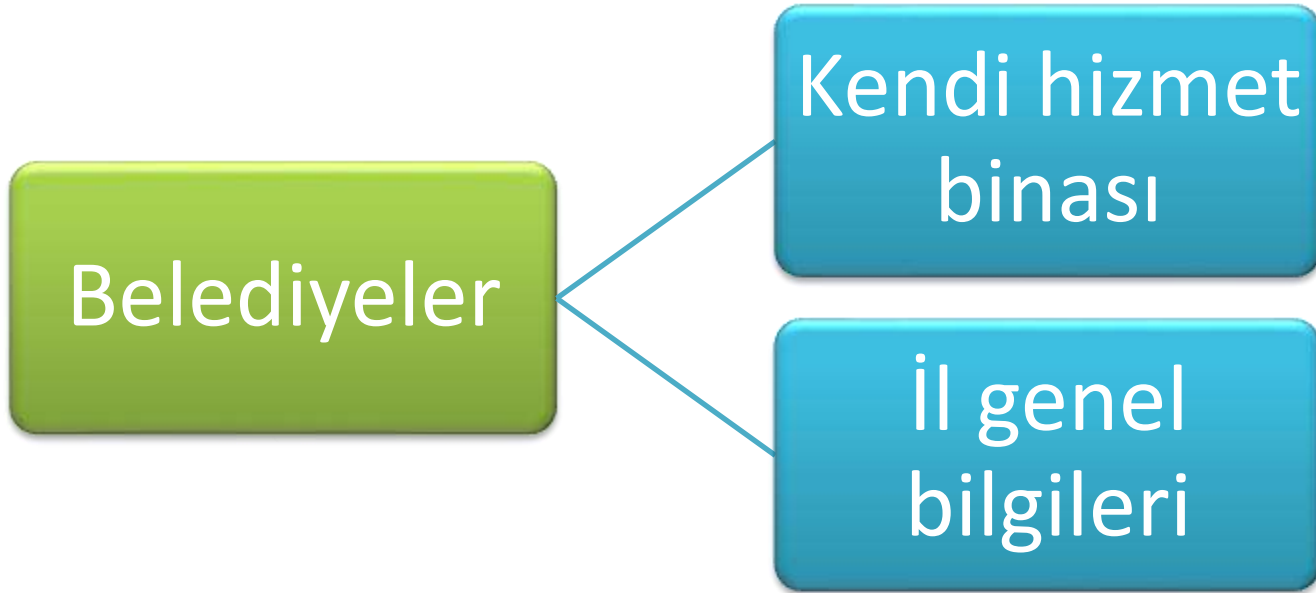 Belediyeler
Kendi hizmet
binası
İl genel
bilgileri